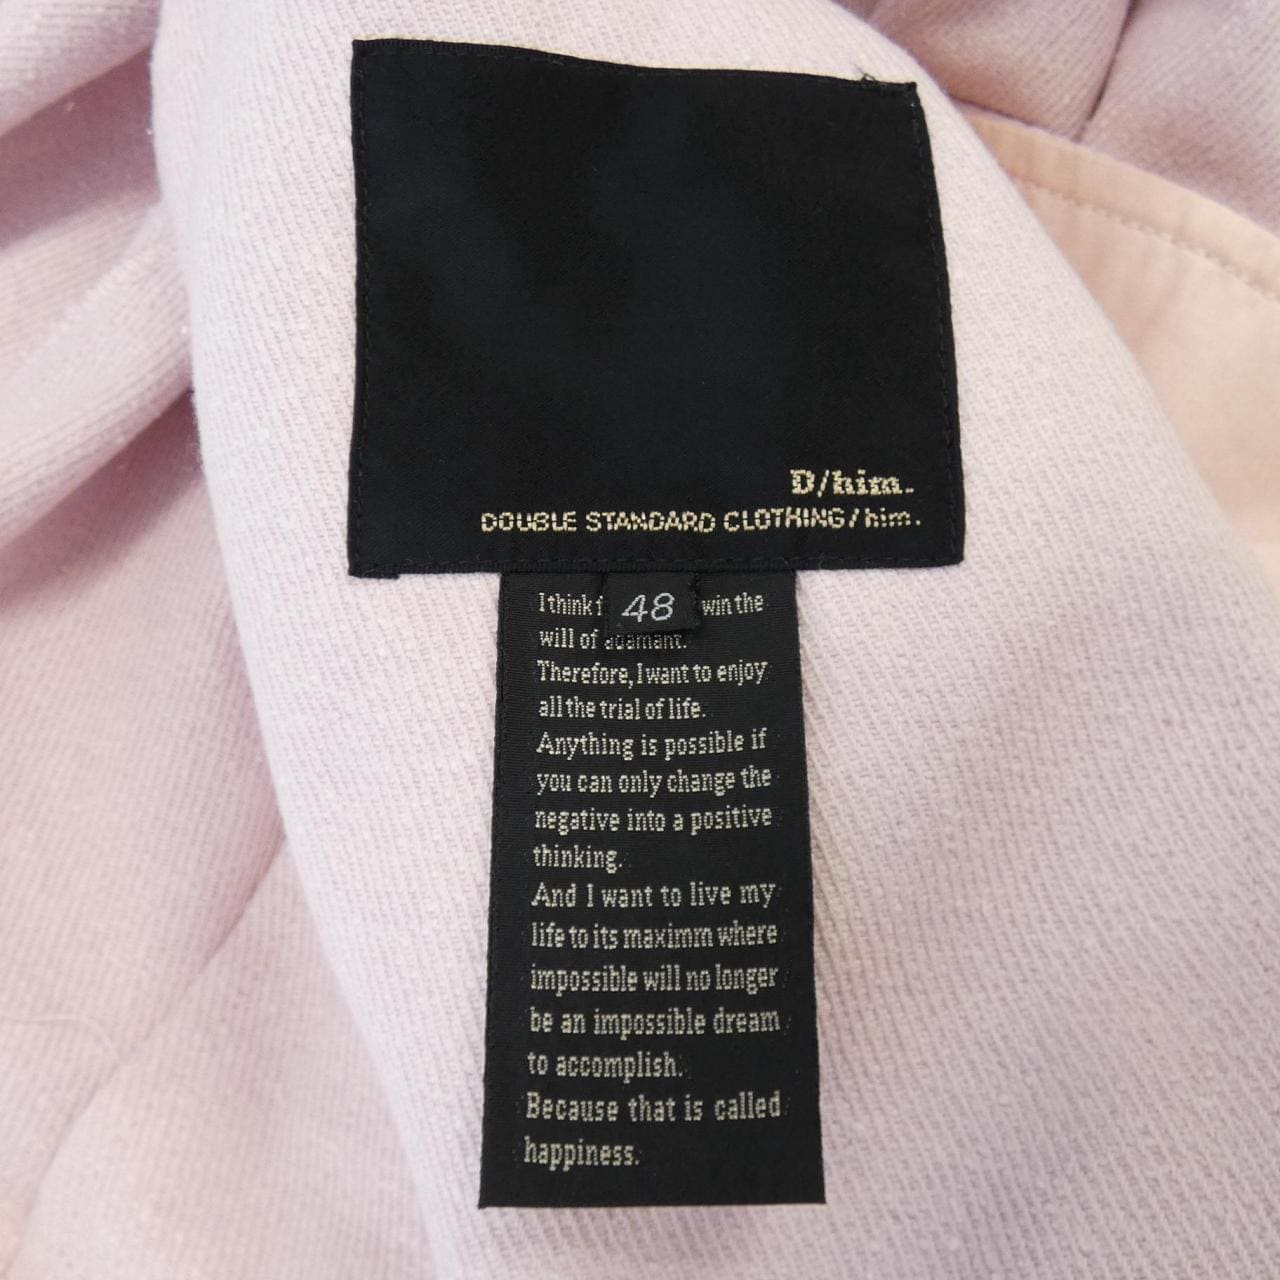 D/him.
DOUBLE STANDARD CLOTHING/him.
48
I think win the
will of adamant.
Therefore, I want to enjoy
all the trial of life.
Anything is possible if
you can only change the
negative into a positive
thinking.
And I want to live my
life to its maximm where
impossible will no longer
be an impossible dream
to accomplish.
Because that is called
happiness.